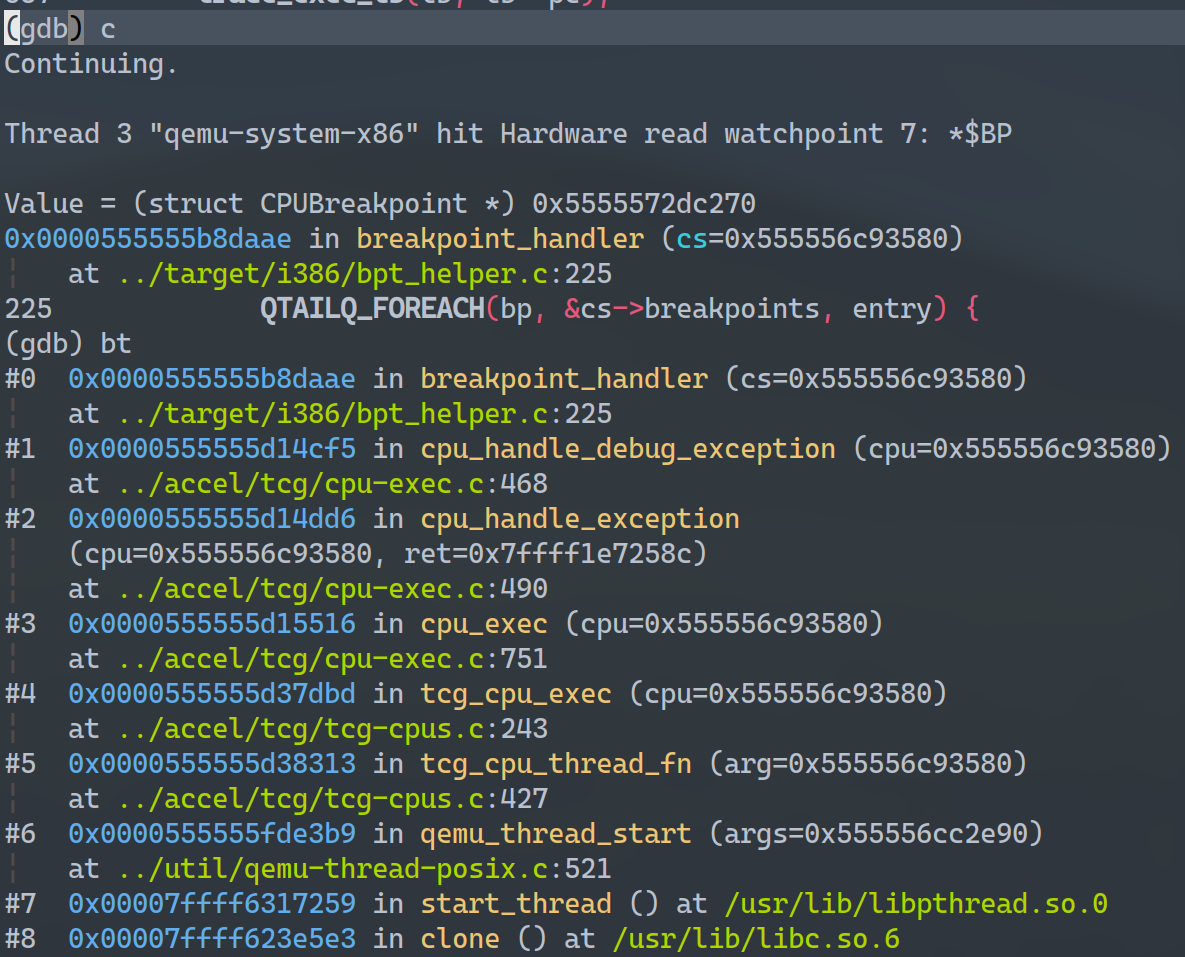 (gdb) c
Continuing.
Thread 3 "qemu-system-x86" hit Hardware read watchpoint 7: *$BP
Value = (struct CPUBreakpoint *) 0x5555572dc270
0x0000555555b8daae in breakpoint_handler (cs=0x555556c93580)
    at ../target/i386/bpt_helper.c:225
225             QTAILQ_FOREACH(bp, &cs->breakpoints, entry) {
(gdb) bt
#0  0x0000555555b8daae in breakpoint_handler (cs=0x555556c93580)
    at ../target/i386/bpt_helper.c:225
#1  0x0000555555d14cf5 in cpu_handle_debug_exception (cpu=0x555556c93580)
    at ../accel/tcg/cpu-exec.c:468
#2  0x0000555555d14dd6 in cpu_handle_exception
    (cpu=0x555556c93580, ret=0x7ffff1e7258c)
    at ../accel/tcg/cpu-exec.c:490
#3  0x0000555555d15516 in cpu_exec (cpu=0x555556c93580)
    at ../accel/tcg/cpu-exec.c:751
#4  0x0000555555d37dbd in tcg_cpu_exec (cpu=0x555556c93580)
    at ../accel/tcg/tcg-cpus.c:243
#5  0x0000555555d38313 in tcg_cpu_thread_fn (arg=0x555556c93580)
    at ../accel/tcg/tcg-cpus.c:427
#6  0x0000555555fde3b9 in qemu_thread_start (args=0x555556cc2e90)
    at ../util/qemu-thread-posix.c:521
#7  0x00007ffff6317259 in start_thread () at /usr/lib/libpthread.so.0
#8  0x00007ffff623e5e3 in clone () at /usr/lib/libc.so.6